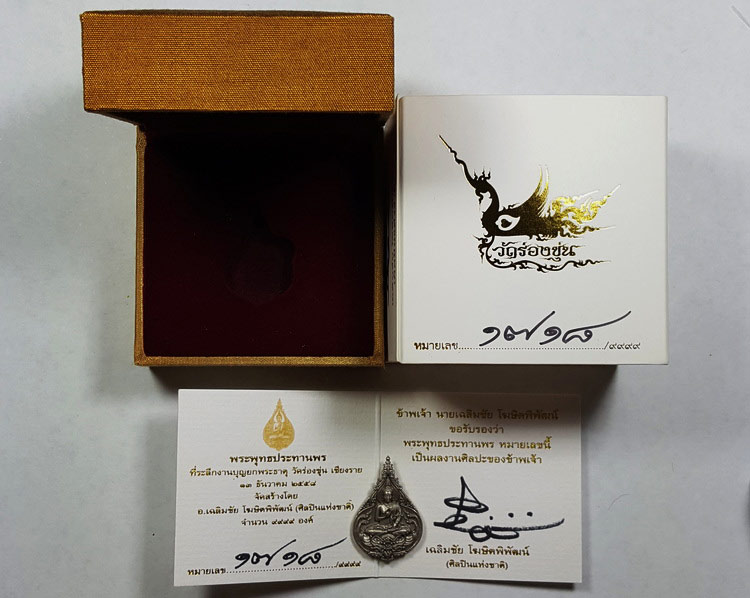 วัดร่องขุ่น
หมายเลข ๑๗๑๘ /๙๙๙๙
พระพุทธประทานพร
ที่ระลึกงานบุญยกพระธาตุ วัดร่องขุ่น เชียงราย
๑๓ ธันวาคม ๒๕๕๘
จัดสร้างโดย
อ.เฉลิมชัย โฆษิตพิพัฒน์ (ศิลปินแห่งชาติ)
จำนวน ๙๙๙๙ องค์
หมายเลข ๑๗๑๘ /๙๙๙๙
ข้าพเจ้า นายเฉลิมชัย โฆษิตพิพัฒน์
ขอรับรองว่า
พระพุทธประทานพร หมายเลขนี้
เป็นผลงานศิลปะของข้าพเจ้า
เฉลิมชัย โฆษิตพิพัฒน์
(ศิลปินแห่งชาติ)